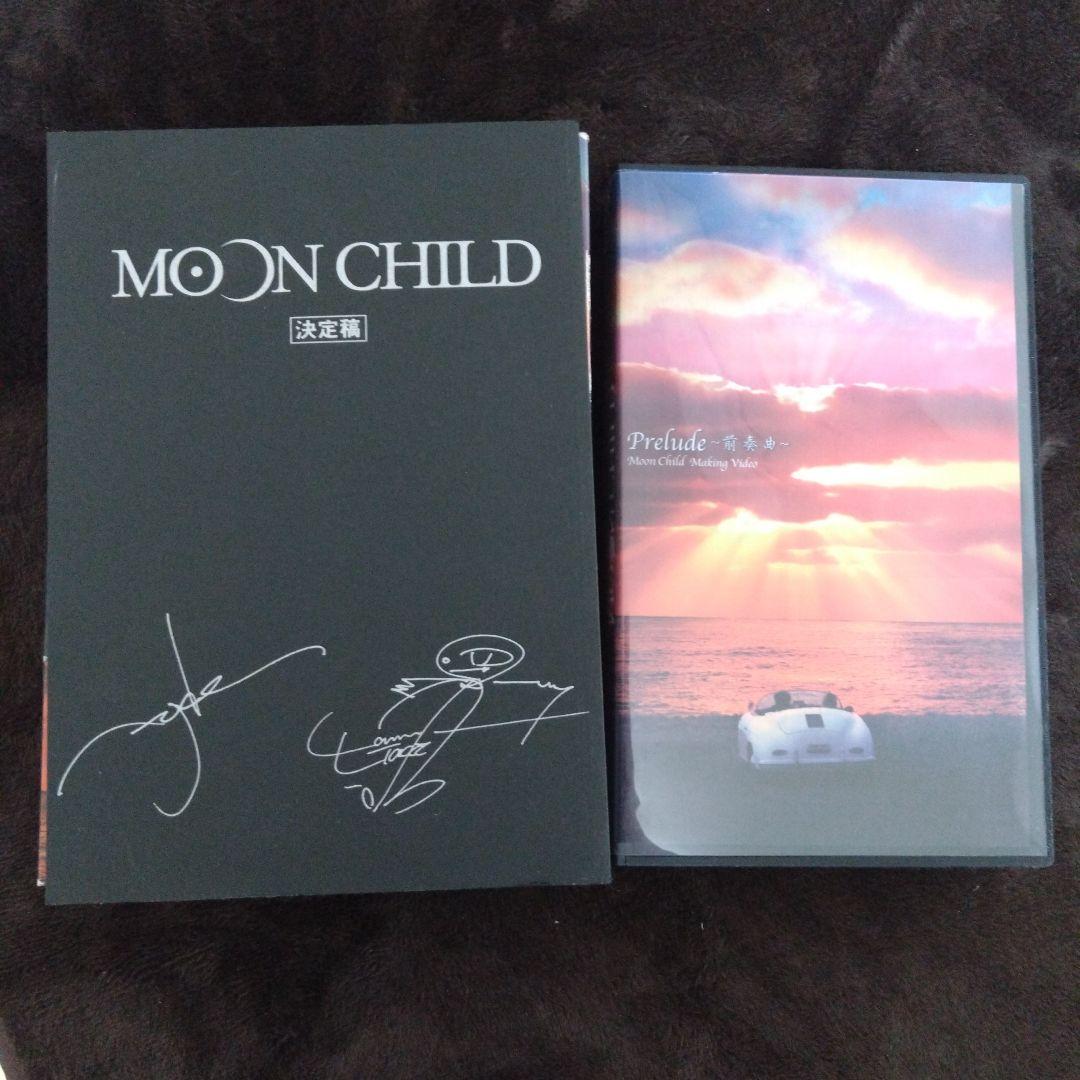 MOON CHILD
決定稿
Prelude ~前奏曲~
Moon Child Making Video